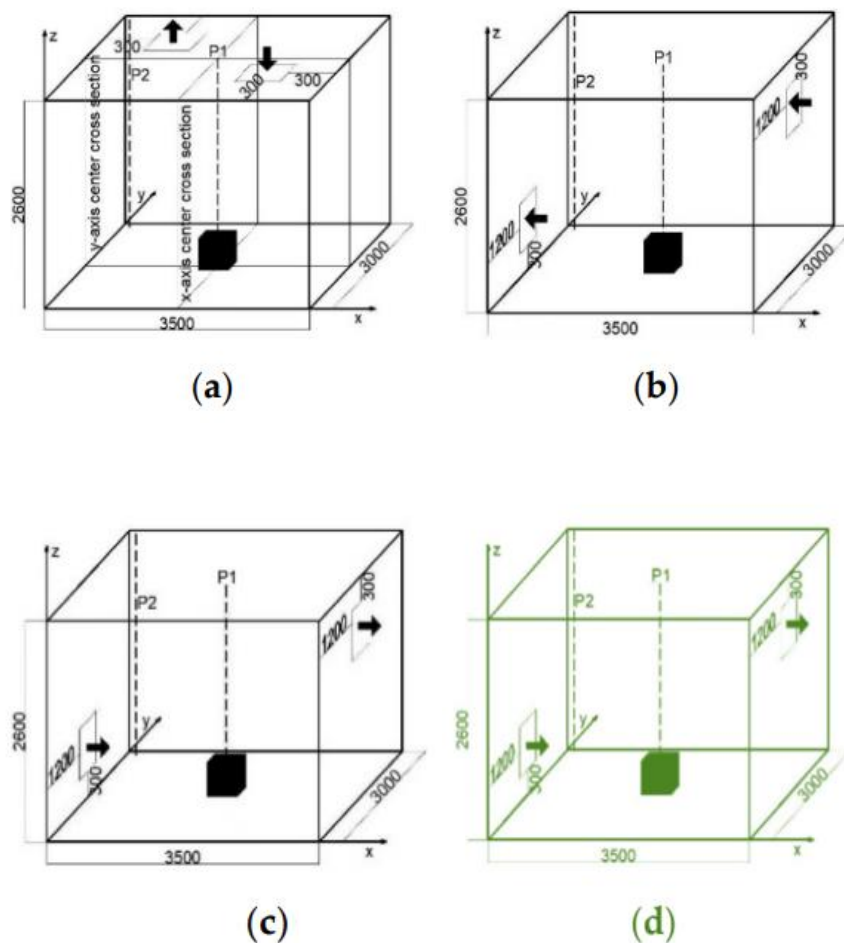 z
300
P1
300
300
P2
y-axis center cross section
x-axis center cross section
y
2600
3000
3500
x
(a)
z
P1
300
1200
P2
y
1200
300
2600
3000
3500
x
(b)
z
P1
300
1200
P2
y
1200
300
2600
3000
3500
x
(c)
z
P1
300
1200
P2
y
1200
300
2600
3000
3500
x
(d)